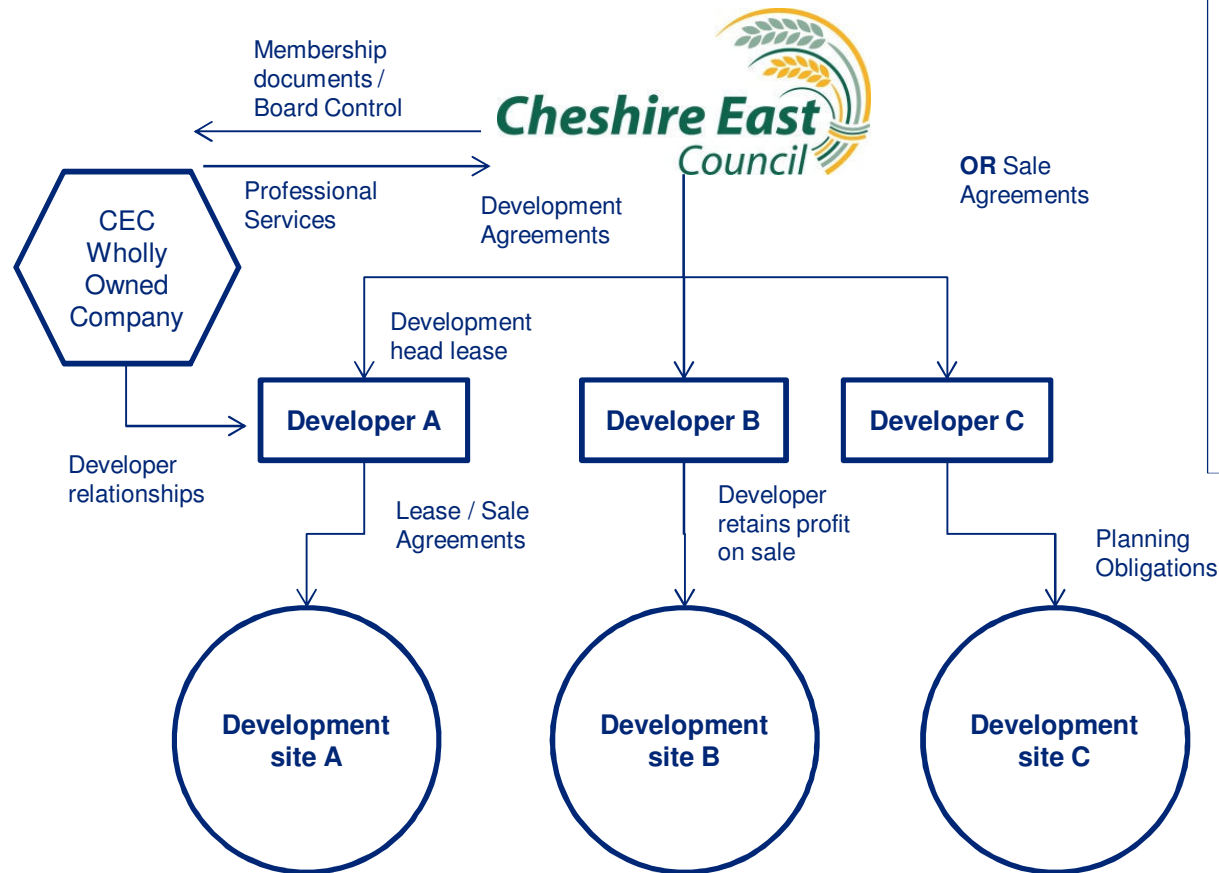 Membership
documents /
Board Control
Cheshire East
Council
OR Sale
Agreements
Professional
Services
Development
Agreements
CEC
Wholly
Owned
Company
Development
head lease
Developer A
Developer B
Developer C
Developer
relationships
Lease / Sale
Agreements
Developer
retains profit
on sale
Planning
Obligations
Development
site A
Development
site B
Development
site C